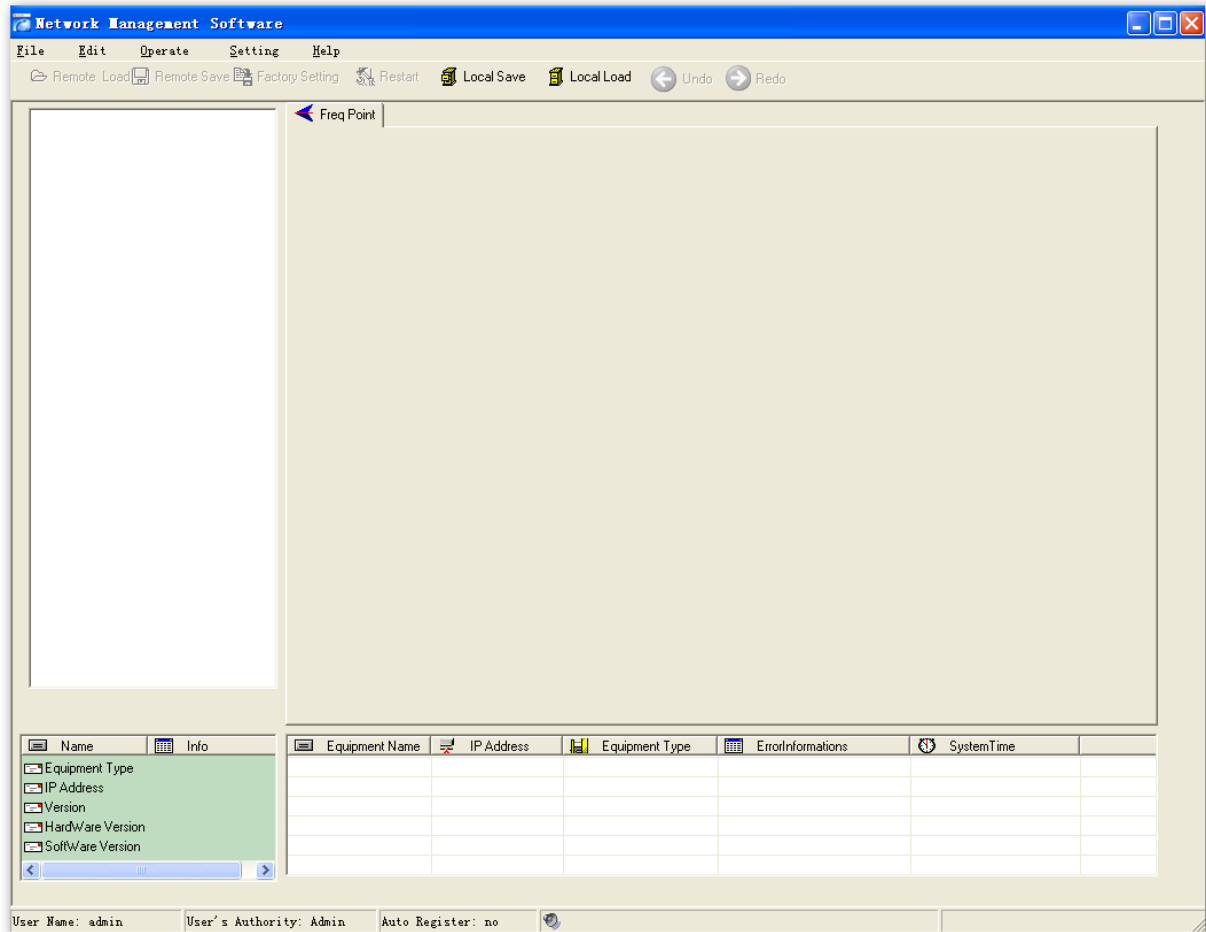 Network Management Software
File Edit Operate Setting Help
Remote Load Remote Save Factory Setting Restart Local Save Local Load Undo Redo
Freq Point
Name Info
Equipment Type
IP Address
Version
HardWare Version
SoftWare Version
Equipment Name IP Address Equipment Type ErrorInformations SystemTime
User Name: admin User's Authority: Admin Auto Register: no